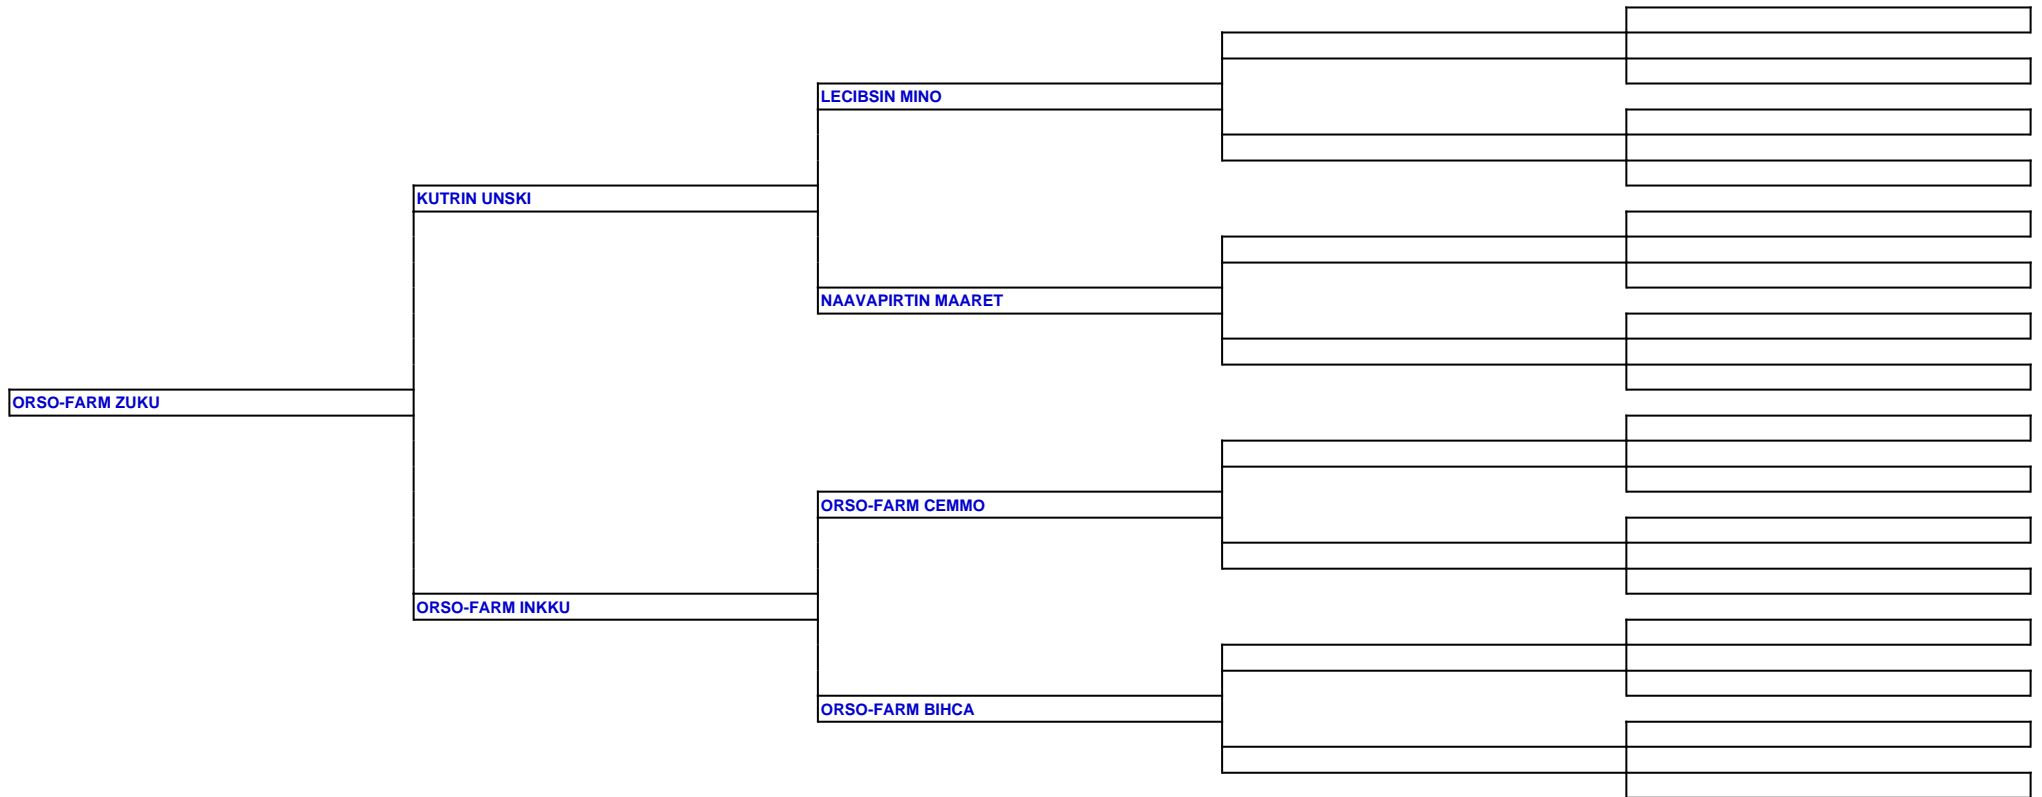 LECIBSIN MINO
KUTRIN UNSKI
NAAVAPIRTIN MAARET
ORSO-FARM ZUKU
ORSO-FARM CEMMO
ORSO-FARM INKKU
ORSO-FARM BIHCA